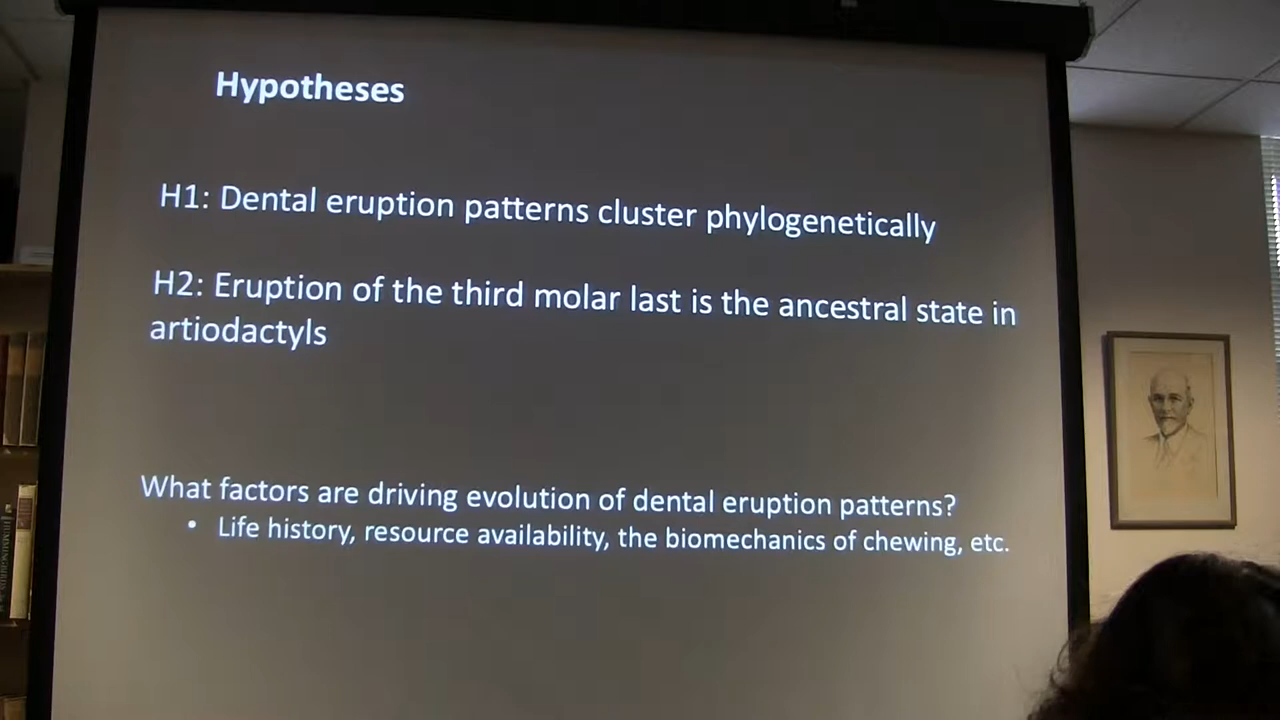 Hypotheses
H1: Dental eruption patterns cluster phylogenetically
H2: Eruption of the third molar last is the ancestral state in
artiodactyls
What factors are driving evolution of dental eruption patterns?
• Life history, resource availability, the biomechanics of chewing, etc.